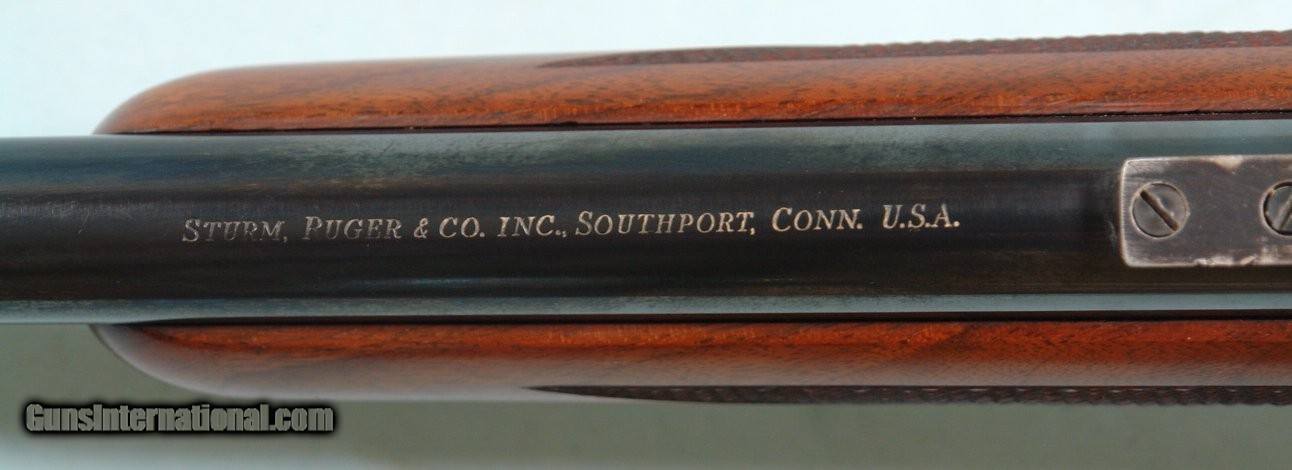 STURM, RUGER & CO. INC., SOUTHPORT, CONN. U.S.A.
GunsInternational.com